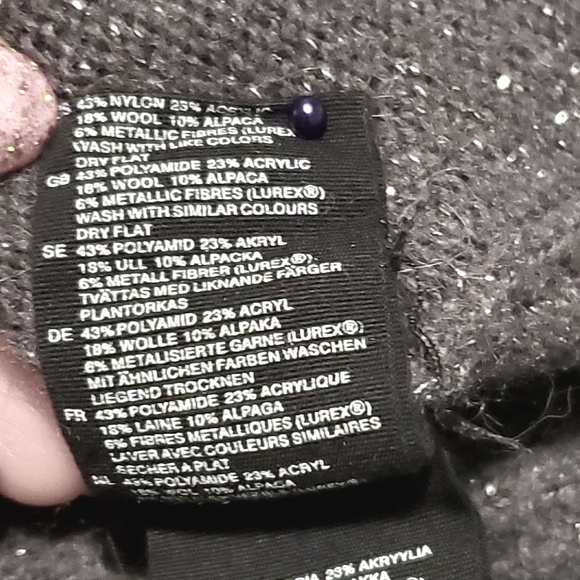 43% NYLON 23%
18% WOOL 10% ALPACA
6% METALLIC FIBRES (LUREX
WASH WITH LIKE COLORS
DRY FLAT
GB 43% POLYAMIDE 23% ACRYLIC
18% WOOL 10% ALPACA
6% METALLIC FIBRES (LUREX®)
WASH WITH SIMILAR COLOURS
DRY FLAT
SE 43% POLYAMID 23% AKRYL
18% ULL 10% ALPACKA
6% METALL FIBRER (LUREX®).
TVÄTTAS MED LIKNANDE FÄRGER
PLANTORKAS
DE 43% POLYAMID 23% ACRYL
18% WOLLE 10% ALPAKA
6% METALISIERTE GARNE (LUREX®)
MIT ÄHNLICHEN FARBEN WASCHEN
LIEGEND TROCKNEN
FR 43% POLYAMIDE 23% ACRYLIQUE
18% LAINE 10% ALPAGA
6% FIBRES METALLIQUES (LUREX®)
LAVER AVEC COULEURS SIMILAIRES
SECHER A PLAT
NL 43% POLYAMIDE 23% ACRYL
18% WOL 10% ALPACA
23% AKRYYLIA